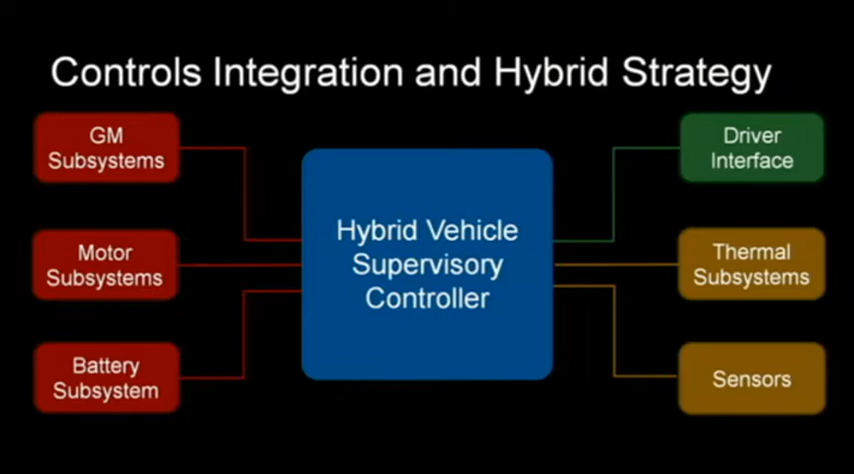 Controls Integration and Hybrid Strategy
GM
Subsystems
Motor
Subsystems
Battery
Subsystem
Hybrid Vehicle
Supervisory
Controller
Driver
Interface
Thermal
Subsystems
Sensors